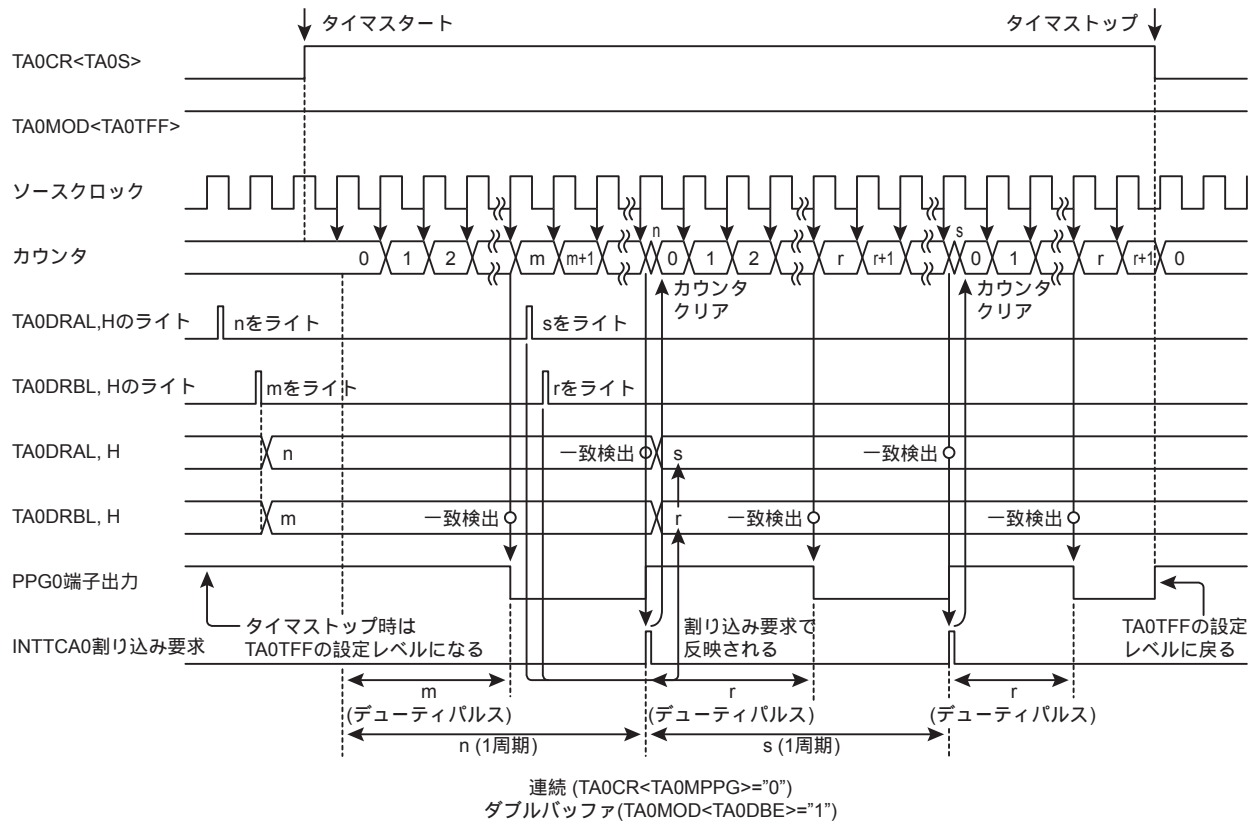 タイマスタート
タイマストップ
TA0CR<TA0S>
TA0MOD<TA0TFF>
ソースクロック
n s
カウンタ 0 1 2 m m+1 0 1 2 r r+1 0 1 r r+1 0
カウンタ
クリア
カウンタ
クリア
TA0DRAL,Hのライト nをライト sをライト
TA0DRBL, Hのライト mをライト rをライト
TA0DRAL, H n 一致検出 s 一致検出
TA0DRBL, H m 一致検出 r 一致検出 一致検出
PPG0端子出力
タイマストップ時は
TA0TFFの設定レベルになる
割り込み要求で
反映される
TA0TFFの設定
レベルに戻る
INTTCA0割り込み要求
m
(デューティパルス)
r
(デューティパルス)
r
(デューティパルス)
n (1周期) s (1周期)
連続 (TA0CR<TA0MPPG>=”0”)
ダブルバッファ(TA0MOD<TA0DBE>=”1”)